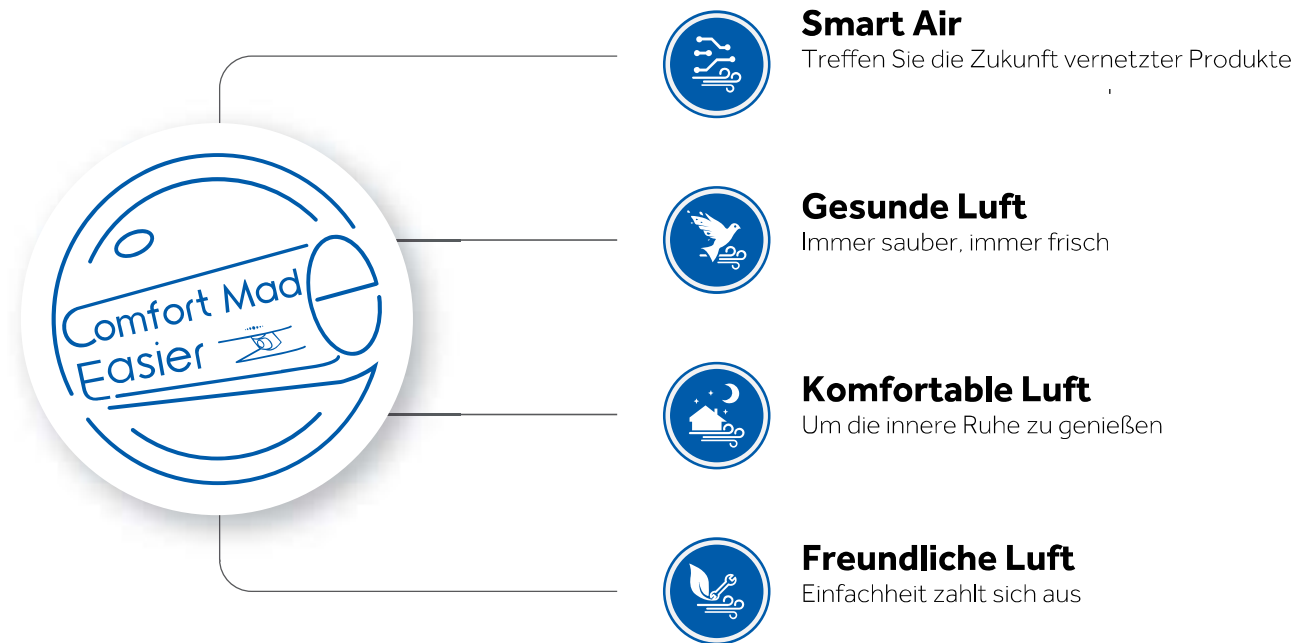 Smart Air
Treffen Sie die Zukunft vernetzter Produkte
Gesunde Luft
Immer sauber, immer frisch
Comfort Mad
Easier
Komfortable Luft
Um die innere Ruhe zu genießen
Freundliche Luft
Einfachheit zahlt sich aus